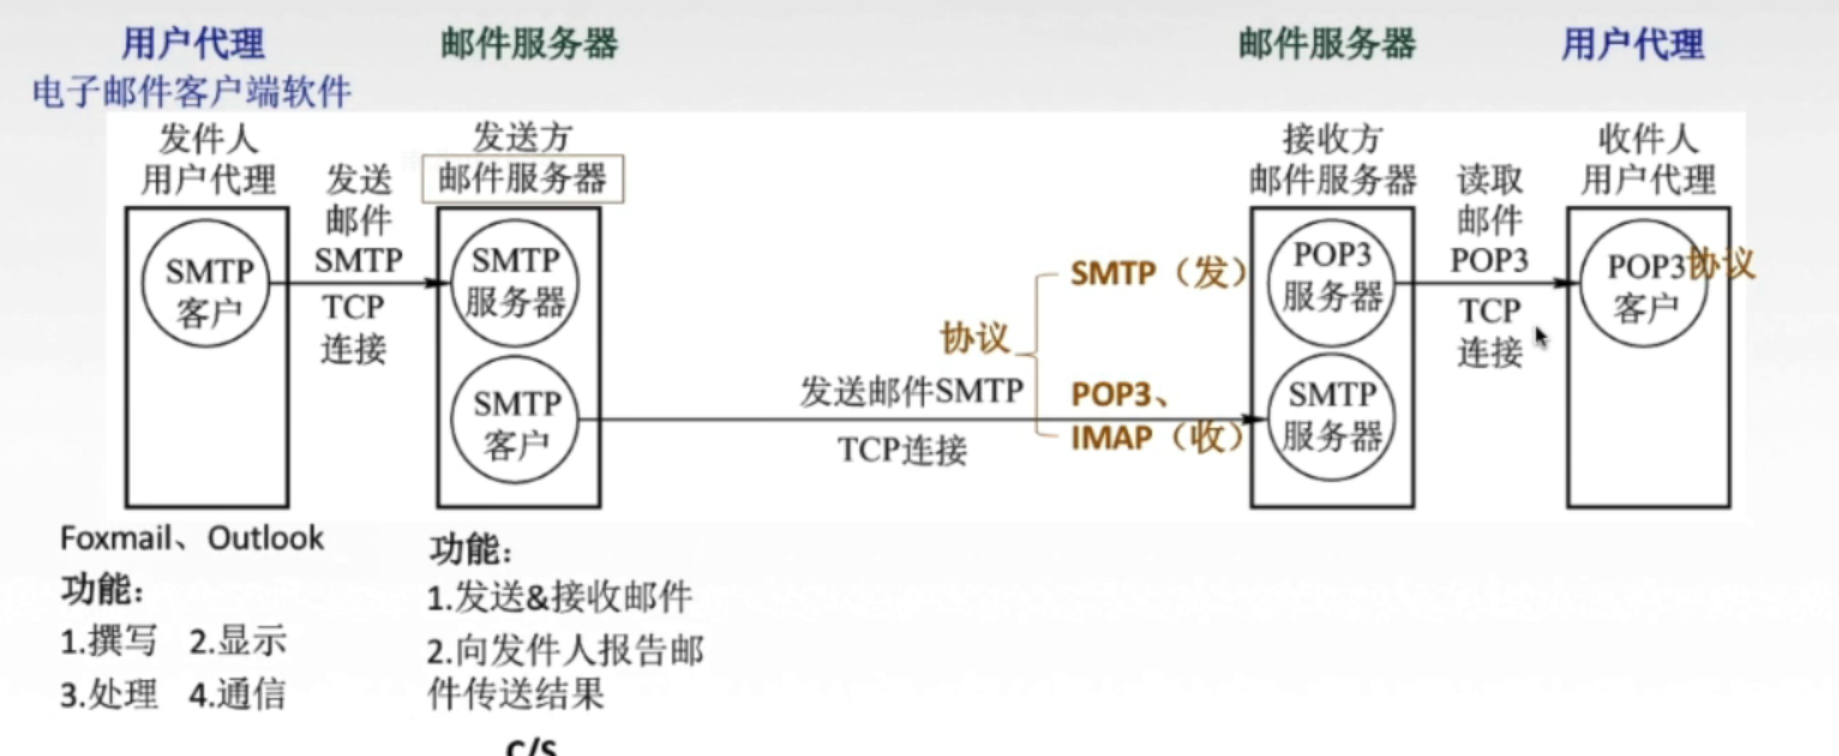 用户代理
邮件服务器
邮件服务器
用户代理
电子邮件客户端软件
发件人
用户代理
发送
邮件
SMTP
TCP
连接
发送方
邮件服务器
接收方
邮件服务器
读取
邮件
POP3
TCP
连接
收件人
用户代理
SMTP
客户
SMTP
服务器
SMTP
客户
发送邮件SMTP
TCP连接
协议
SMTP（发）
POP3、
IMAP（收）
POP3
服务器
SMTP
服务器
POP3
客户
协议
Foxmail、Outlook
功能：
1.撰写 2.显示
3.处理 4.通信
功能：
1.发送&接收邮件
2.向发件人报告邮
件传送结果
C/S